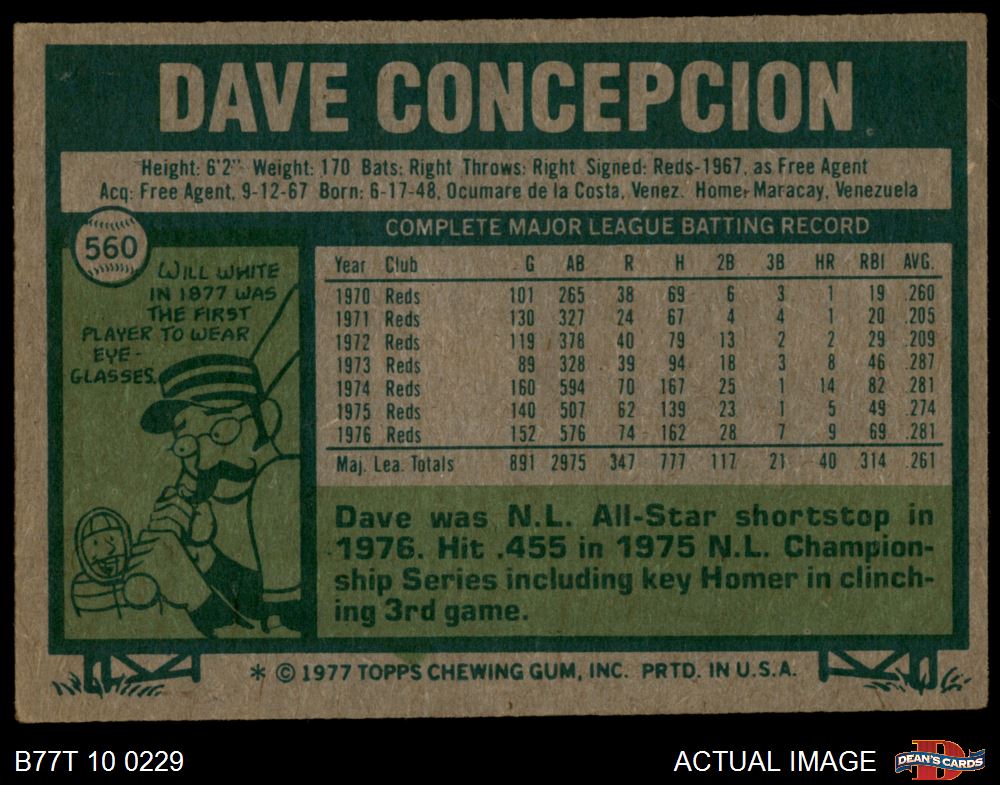 DAVE CONCEPCION
Height: 6'2" Weight: 170 Bats: Right Throws: Right Signed: Reds-1967, as Free Agent
Acq: Free Agent, 9-12-67 Born: 6-17-48, Ocumare de la Costa, Venez. Home: Maracay, Venezuela
560
WILL WHITE
IN 1877 WAS
THE FIRST
PLAYER TO WEAR
EYE-
GLASSES.
COMPLETE MAJOR LEAGUE BATTING RECORD
Year Club G AB R H 2B 3B HR RBI AVG.
1970 Reds 101 265 38 69 6 3 1 19 .260
1971 Reds 130 327 24 67 4 4 1 20 .205
1972 Reds 119 378 40 79 13 2 2 29 .209
1973 Reds 89 328 39 94 18 3 8 46 .287
1974 Reds 160 594 70 167 25 1 14 82 .281
1975 Reds 140 507 62 139 23 1 5 49 .274
1976 Reds 152 576 74 162 28 7 9 69 .281
Maj. Lea. Totals 891 2975 347 777 117 21 40 314 .261
Dave was N.L. All-Star shortstop in
1976. Hit .455 in 1975 N.L. Champion-
ship Series including key Homer in clinch-
ing 3rd game.
* © 1977 TOPPS CHEWING GUM, INC. PRTD. IN U.S.A.
B77T 10 0229
ACTUAL IMAGE
D
DEAN'S CARDS